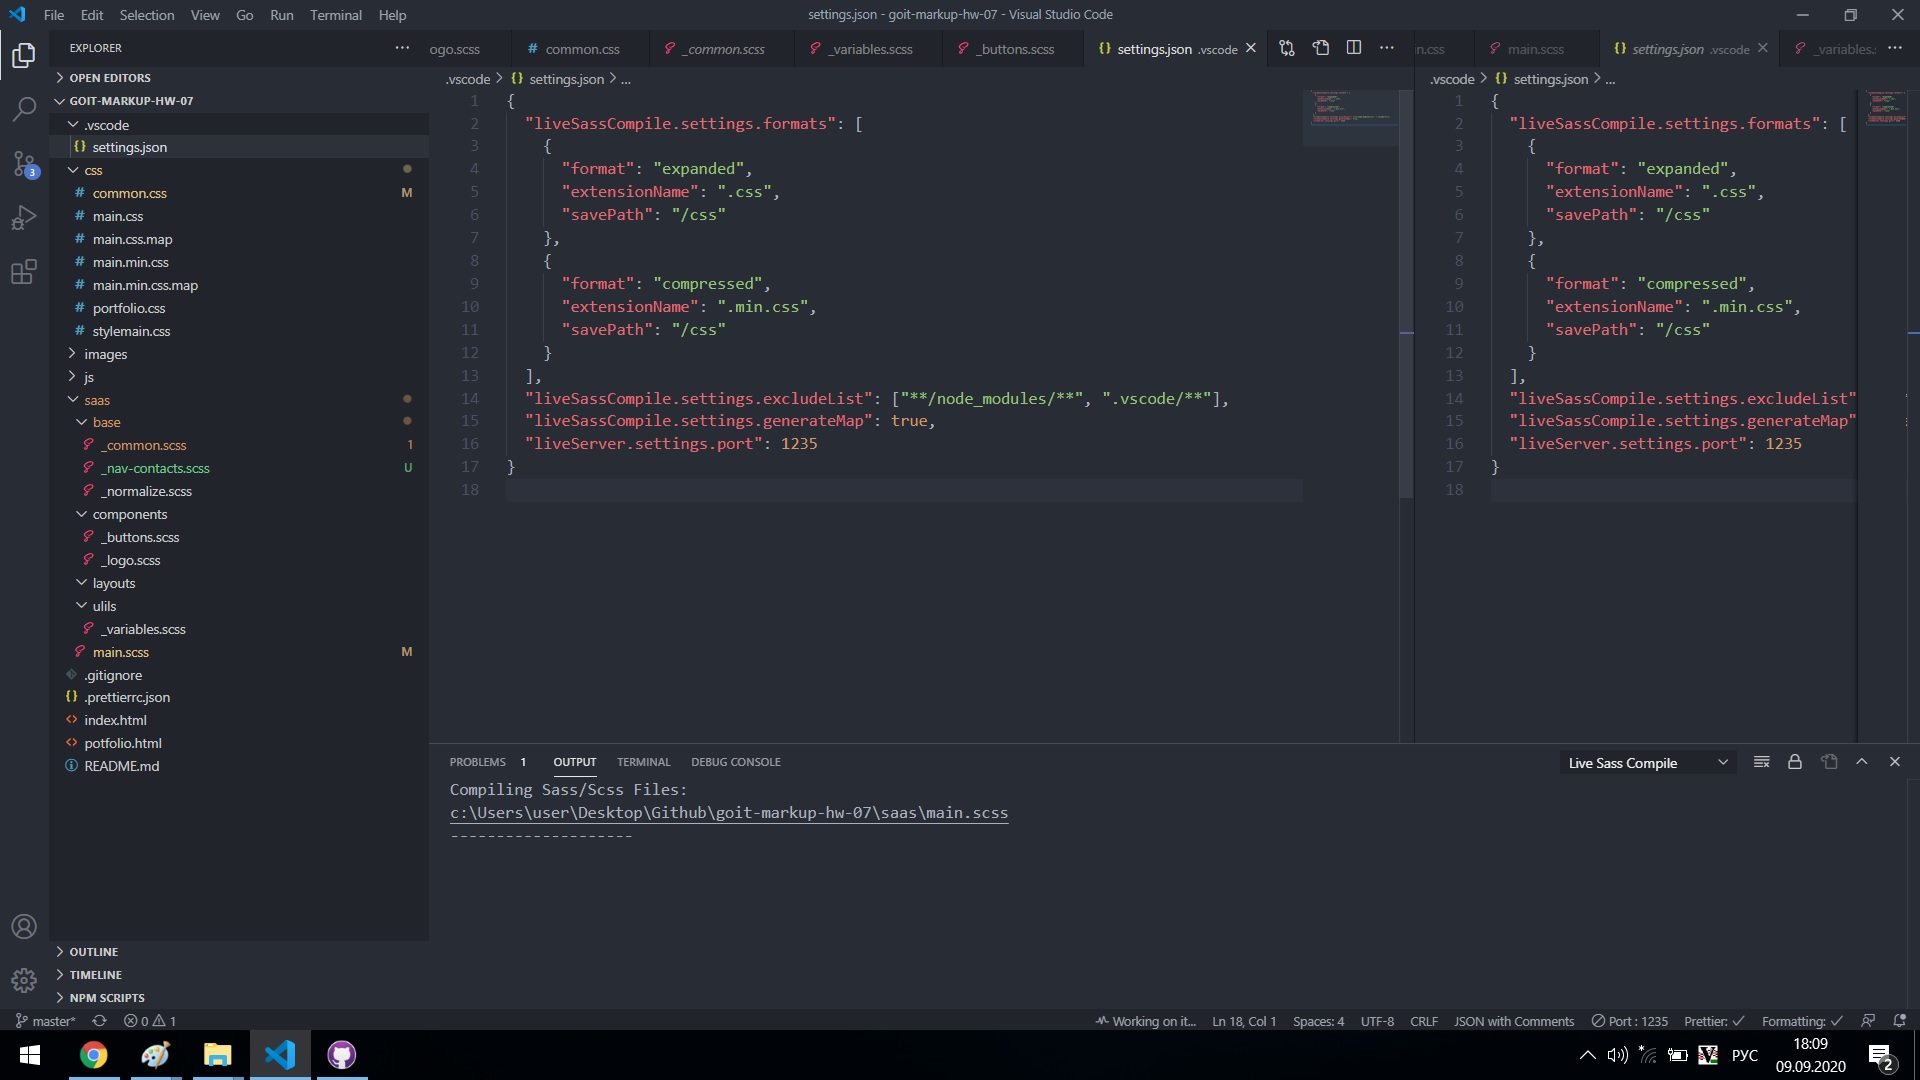 File Edit Selection View Go Run Terminal Help
settings.json - goit-markup-hw-07 - Visual Studio Code
EXPLORER
OPEN EDITORS
GOIT-MARKUP-HW-07
.vscode
{} settings.json
css
# common.css M
# main.css
# main.css.map
# main.min.css
# main.min.css.map
# portfolio.css
# stylemain.css
images
js
saas
base
_common.scss 1
_nav-contacts.scss U
_normalize.scss
components
_buttons.scss
_logo.scss
layouts
ulils
_variables.scss
main.scss M
.gitignore
{} .prettierrc.json
<> index.html
<> potfolio.html
README.md
OUTLINE
TIMELINE
NPM SCRIPTS
3
ogo.scss
# common.css
_common.scss
_variables.scss
_buttons.scss
{} settings.json .vscode
.vscode > {} settings.json > ...
1 {
2 "liveSassCompile.settings.formats": [
3 {
4 "format": "expanded",
5 "extensionName": ".css",
6 "savePath": "/css"
7 },
8 {
9 "format": "compressed",
10 "extensionName": ".min.css",
11 "savePath": "/css"
12 }
13 ],
14 "liveSassCompile.settings.excludeList": ["**/node_modules/**", ".vscode/**"],
15 "liveSassCompile.settings.generateMap": true,
16 "liveServer.settings.port": 1235
17 }
18
n.css
main.scss
{} settings.json .vscode
_variables.
.vscode > {} settings.json > ...
1 {
2 "liveSassCompile.settings.formats": [
3 {
4 "format": "expanded",
5 "extensionName": ".css",
6 "savePath": "/css"
7 },
8 {
9 "format": "compressed",
10 "extensionName": ".min.css",
11 "savePath": "/css"
12 }
13 ],
14 "liveSassCompile.settings.excludeList"
15 "liveSassCompile.settings.generateMap"
16 "liveServer.settings.port": 1235
17 }
18
PROBLEMS 1 OUTPUT TERMINAL DEBUG CONSOLE
Live Sass Compile
Compiling Sass/Scss Files:
c:\Users\user\Desktop\Github\goit-markup-hw-07\saas\main.scss
--------------------
master* 0 1
Working on it... Ln 18, Col 1 Spaces: 4 UTF-8 CRLF JSON with Comments Port : 1235 Prettier: ✓ Formatting: ✓
РУС
18:09
09.09.2020
2